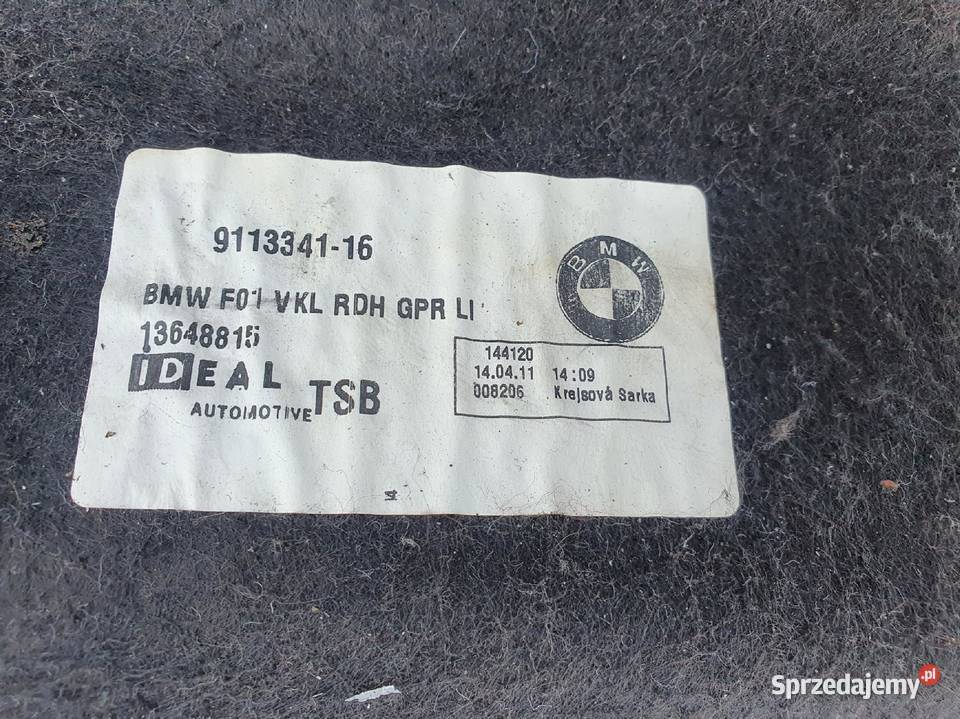 9113341-16
BMW
BMW F01 VKL RDH GPR LI
13648815
IDEAL TSB
AUTOMOTIVE
144120
14.04.11 14:09
008206 Krejsová Sarka
Sprzedajemy.pl